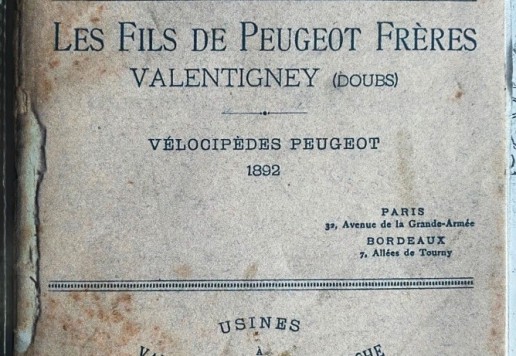 LES FILS DE PEUGEOT FRÈRES
VALENTIGNEY (DOUBS)
VÉLOCIPÈDES PEUGEOT
1892
PARIS
32, Avenue de la Grande-Armée
BORDEAUX
7, Allées de Tourny
USINES
A